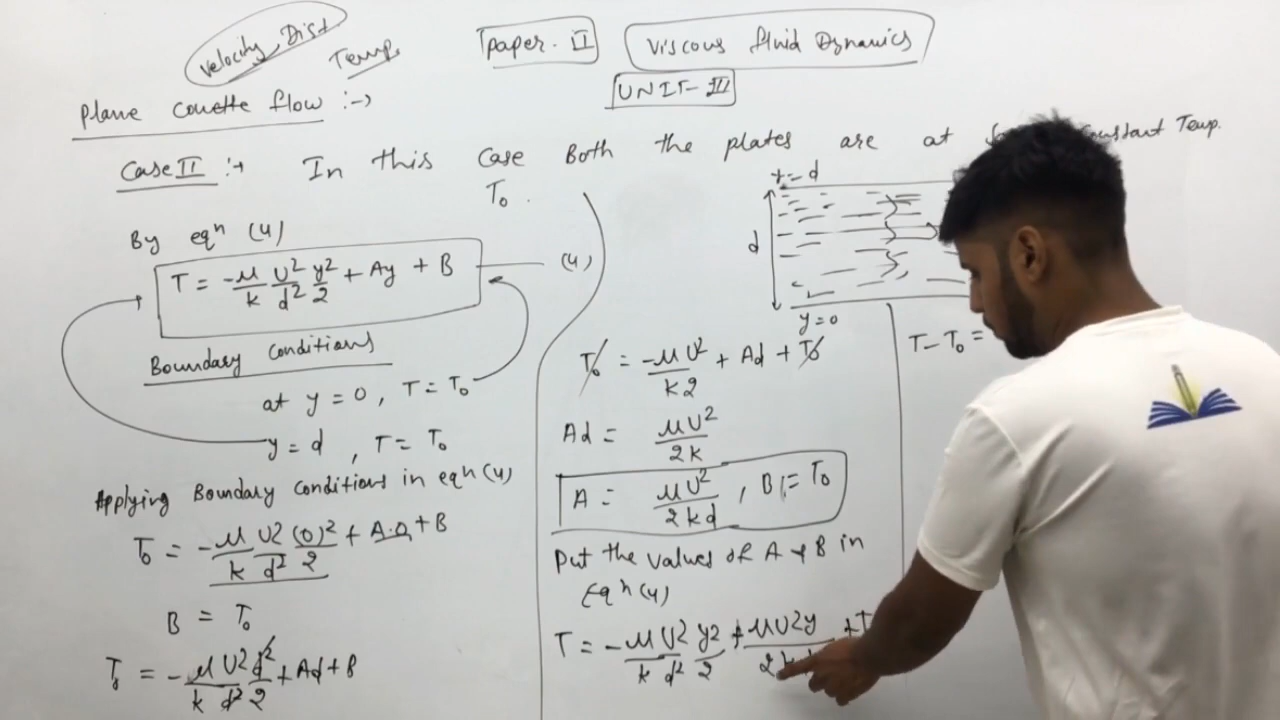 Velocity Dist
Temp.
paper-II
Viscous fluid Dynamics
UNIT-III
Plane couette flow :→
Case II :→ In this case Both the plates are at constant Temp.
T₀.
By eqⁿ (4)
T = -μ/k U²/d² y²/2 + Ay + B — (4)
Boundary Conditions
at y = 0, T = T₀
y = d, T = T₀
Applying Boundary Conditions in eqⁿ (4)
T₀ = -μ/k U²/d² (0)²/2 + A.0 + B
B = T₀
T₀ = -μ/k U²/d² d²/2 + Ad + B
y = d
d
y = 0
T₀ = -μU²/k2 + Ad + T₀
Ad = μU²/2k
A = μU²/2kd, B = T₀
Put the values of A & B in
Eqⁿ (4)
T = -μ/k U²/d² y²/2 + μU²y/2k + T
T - T₀ =